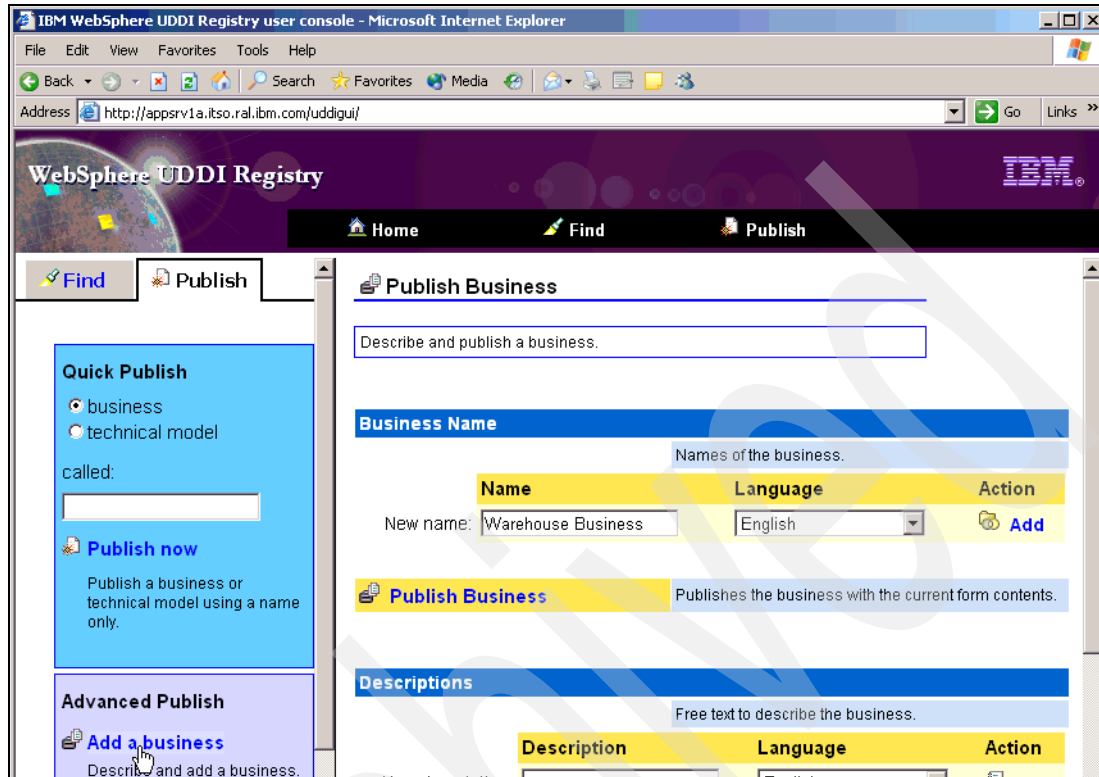 IBM WebSphere UDDI Registry user console - Microsoft Internet Explorer
File Edit View Favorites Tools Help
Back Search Favorites Media
Address http://appsrv1a.itso.ral.ibm.com/uddigui/ Go Links »
WebSphere UDDI Registry IBM®
Home Find Publish
Find Publish
Quick Publish
business
technical model
called:
Publish now
Publish a business or
technical model using a name
only.
Advanced Publish
Add a business
Describe and add a business.
Publish Business
Describe and publish a business.
Business Name
Names of the business.
Name Language Action
New name: Warehouse Business English Add
Publish Business Publishes the business with the current form contents.
Descriptions
Free text to describe the business.
Description Language Action